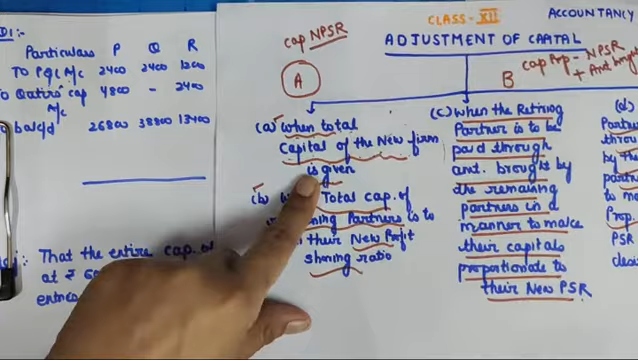 CLASS-XII
ACCOUNTANCY
cap NPSR
ADJUSTMENT OF CAPTAL
A
B
cap Prop - NPSR
+ Amt brought
(a) when total
Capital of the New firm
is given
(b) Total cap. of
Partners is to
their New Profit
sharing ratio
(c) When the Retiring
Partner is to be
paid through
amt. brought by
the remaining
partners in a
manner to make
their capitals
proportionate to
their New PSR
(d)
PSR
Particulars P Q R
To P&L A/c 2400 2400 1200
To Qatir's cap 4800 - 2400
A/c
bal c/d 26800 38800 13400
That the entire cap. of
at ₹ 60
entries